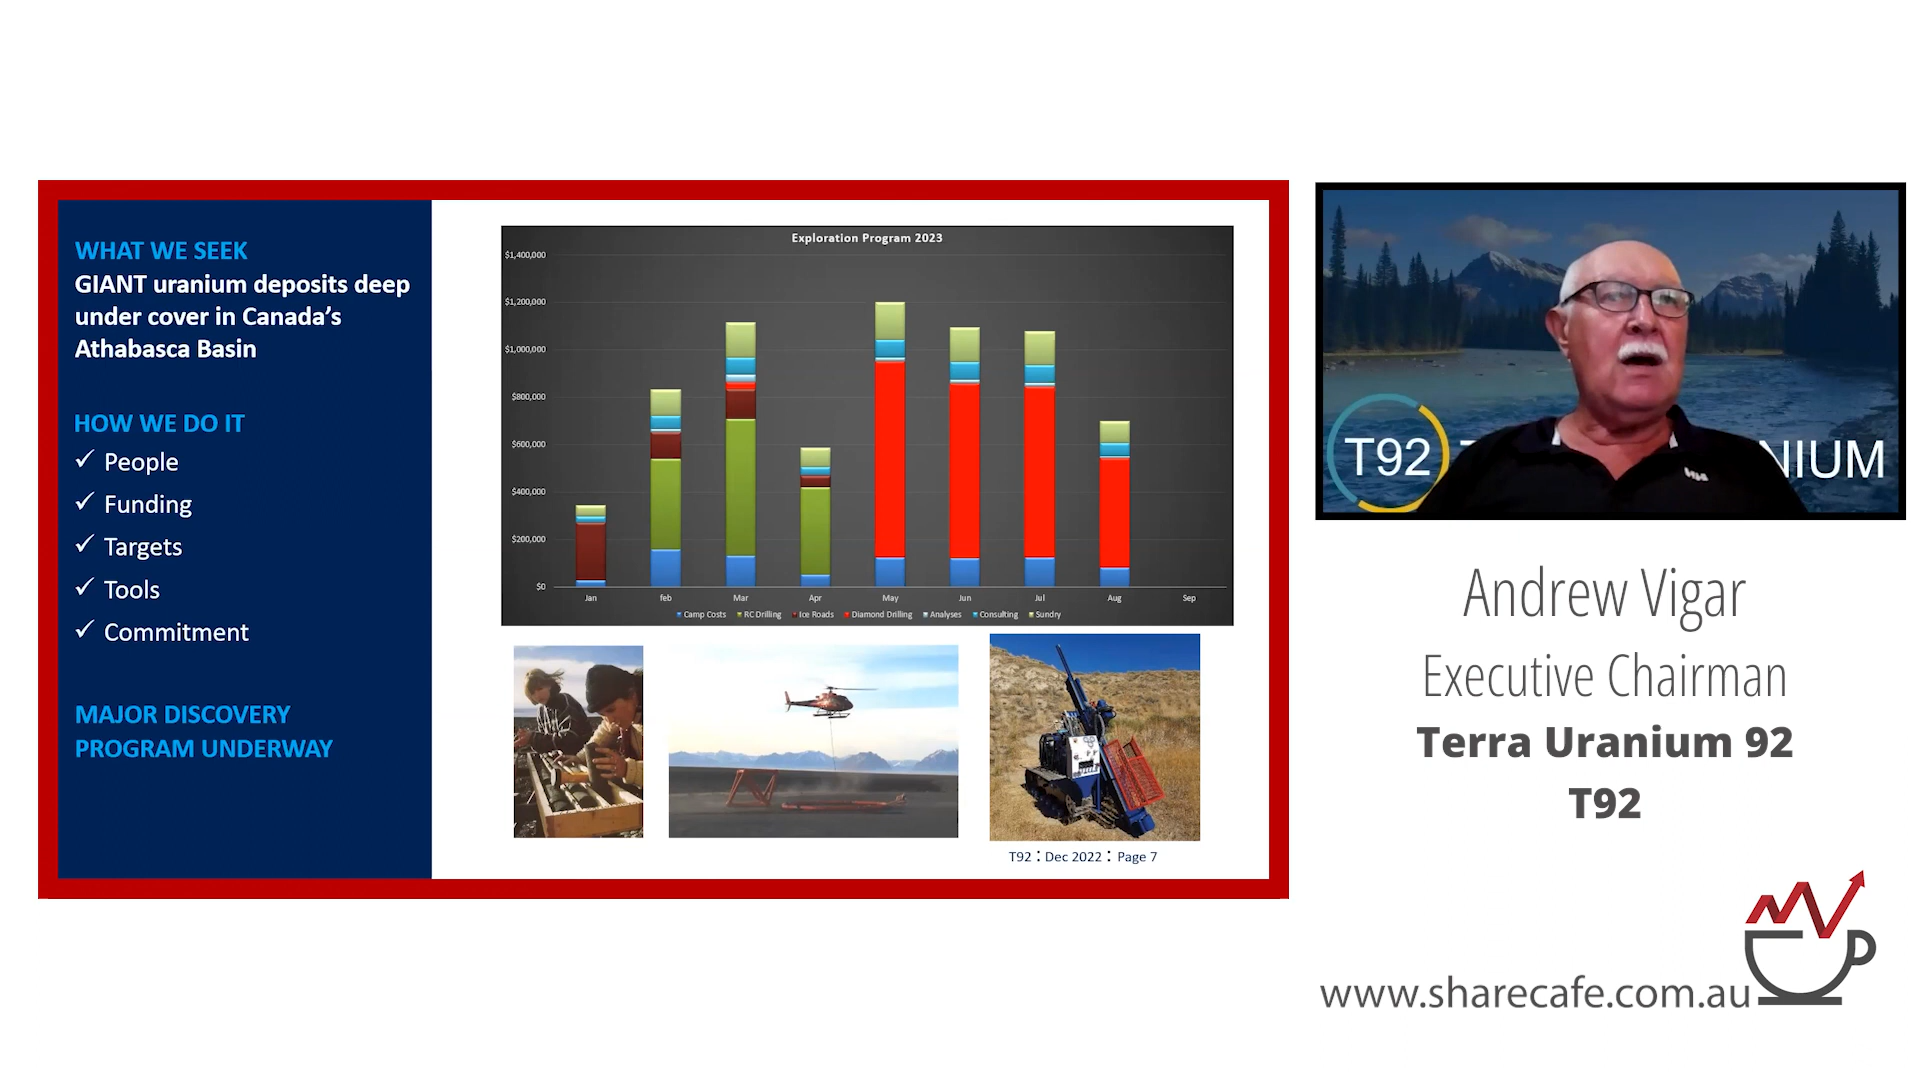 WHAT WE SEEK
GIANT uranium deposits deep
under cover in Canada’s
Athabasca Basin
HOW WE DO IT
✓ People
✓ Funding
✓ Targets
✓ Tools
✓ Commitment
MAJOR DISCOVERY
PROGRAM UNDERWAY
Exploration Program 2023
$1,400,000
$1,200,000
$1,000,000
$800,000
$600,000
$400,000
$200,000
$0
Jan feb Mar Apr May Jun Jul Aug Sep
Camp Costs RC Drilling Ice Roads Diamond Drilling Analyses Consulting Sundry
T92 : Dec 2022 : Page 7
T92
NIUM
Andrew Vigar
Executive Chairman
Terra Uranium 92
T92
www.sharecafe.com.au